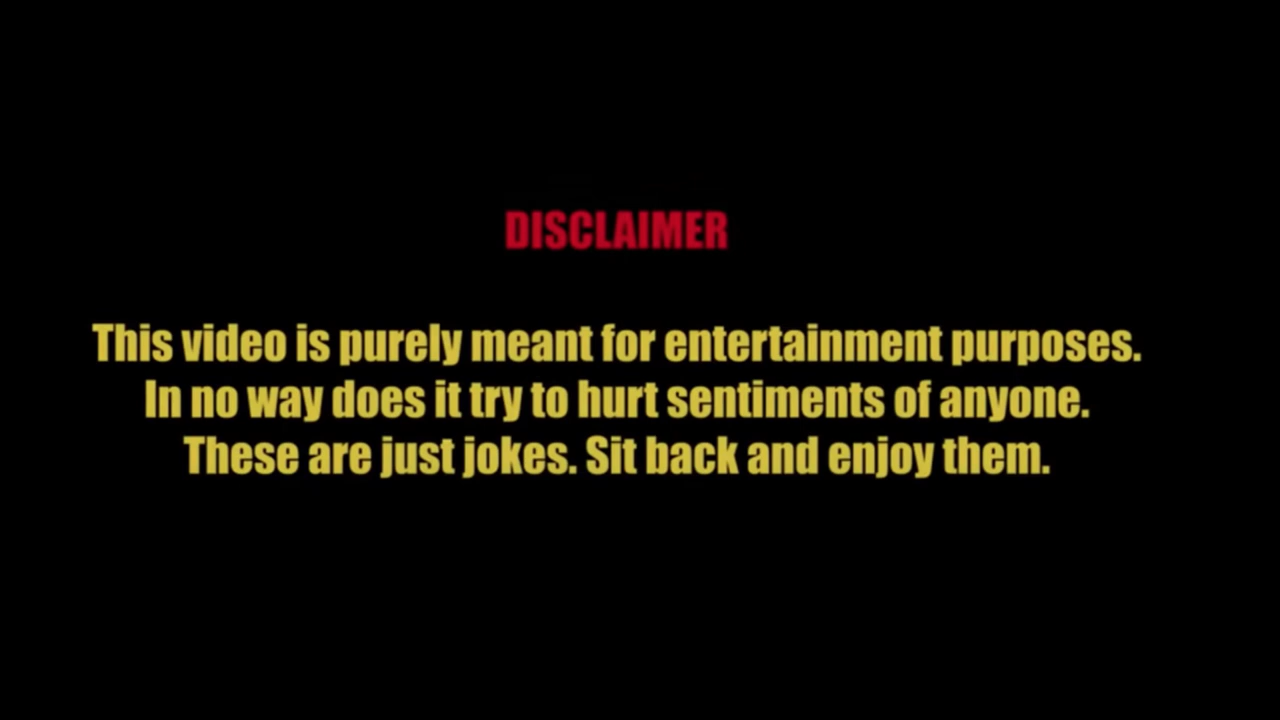 DISCLAIMER
This video is purely meant for entertainment purposes.
In no way does it try to hurt sentiments of anyone.
These are just jokes. Sit back and enjoy them.